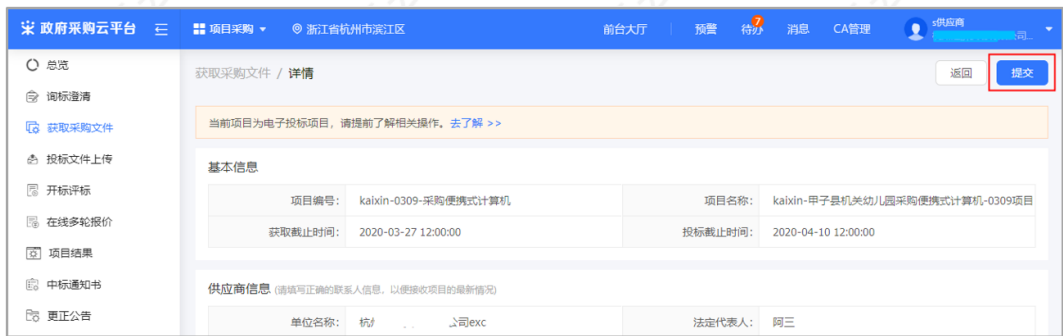 政府采购云平台 项目采购 浙江省杭州市滨江区 前台大厅 预警 待办 7 消息 CA管理 s供应商
司...
总览
获取采购文件 / 详情 返回 提交
询标澄清
获取采购文件
当前项目为电子投标项目，请提前了解相关操作。去了解 >>
投标文件上传
基本信息
开标评标
项目编号： kaixin-0309-采购便携式计算机 项目名称： kaixin-甲子县机关幼儿园采购便携式计算机-0309项目
在线多轮报价
获取截止时间： 2020-03-27 12:00:00 投标截止时间： 2020-04-10 12:00:00
项目结果
中标通知书
供应商信息 (请填写正确的联系人信息，以便接收项目的最新情况)
更正公告
单位名称： 杭 公司exc 法定代表人： 阿三